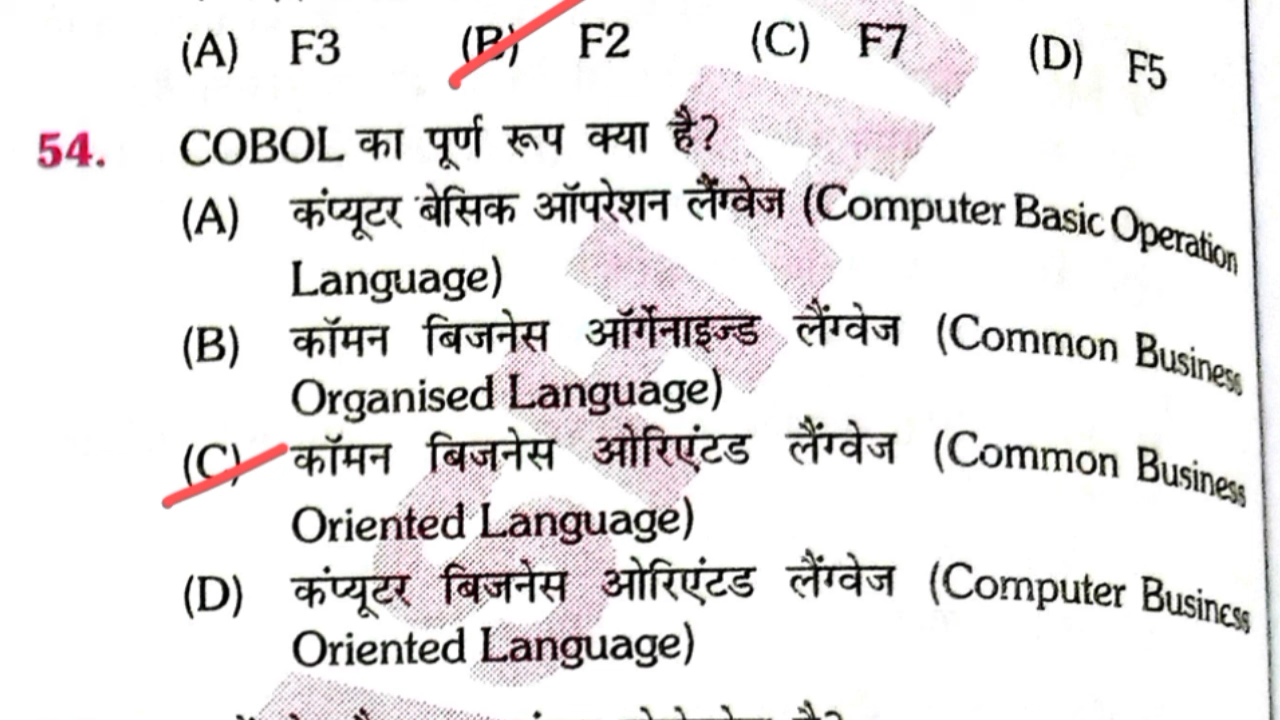 (A) F3 (B) F2 (C) F7 (D) F5
54. COBOL का पूर्ण रूप क्या है?
(A) कंप्यूटर बेसिक ऑपरेशन लैंग्वेज (Computer Basic Operation
Language)
(B) कॉमन बिजनेस ऑर्गेनाइज्ड लैंग्वेज (Common Business
Organised Language)
(C) कॉमन बिजनेस ओरिएंटड लैंग्वेज (Common Business
Oriented Language)
(D) कंप्यूटर बिजनेस ओरिएंटड लैंग्वेज (Computer Business
Oriented Language)